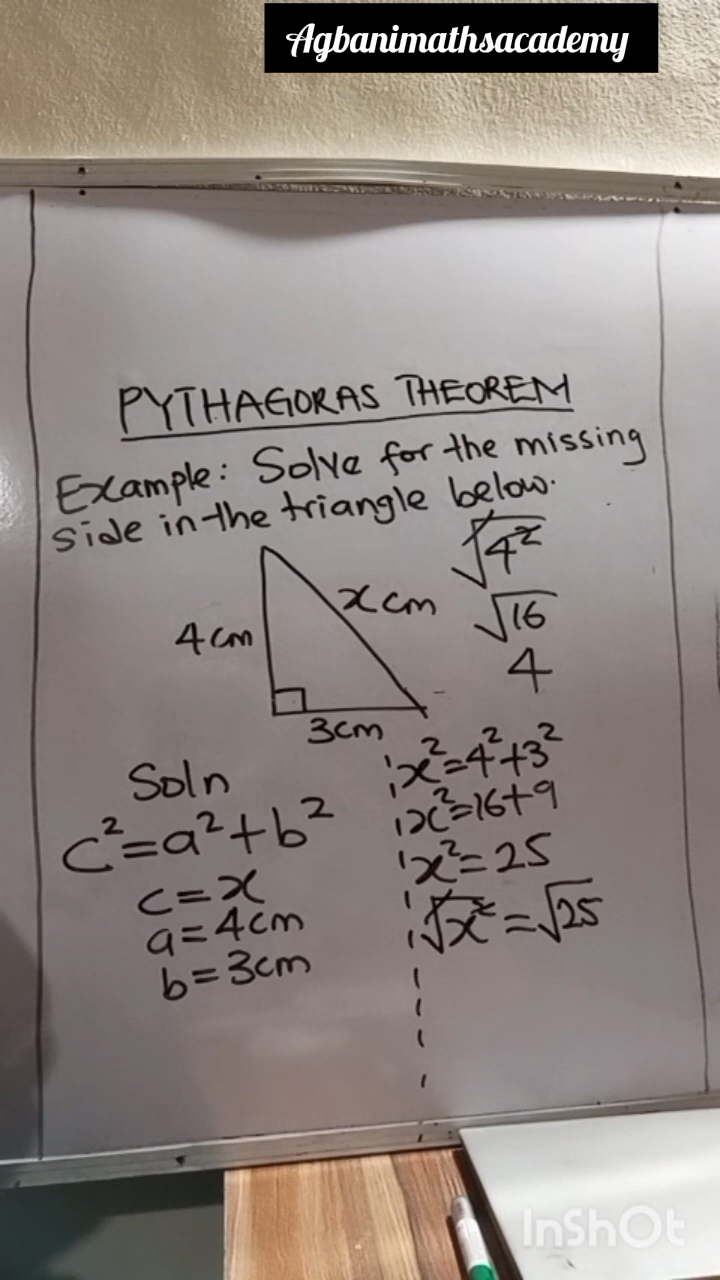 Agbanimathsacademy
PYTHAGORAS THEOREM
Example: Solve for the missing
side in the triangle below.
√4²
√16
4
x cm
4cm
3cm
Soln
c²=a²+b²
c=x
a=4cm
b=3cm
x²=4²+3²
x²=16+9
x²=25
√x²=√25
InShOt